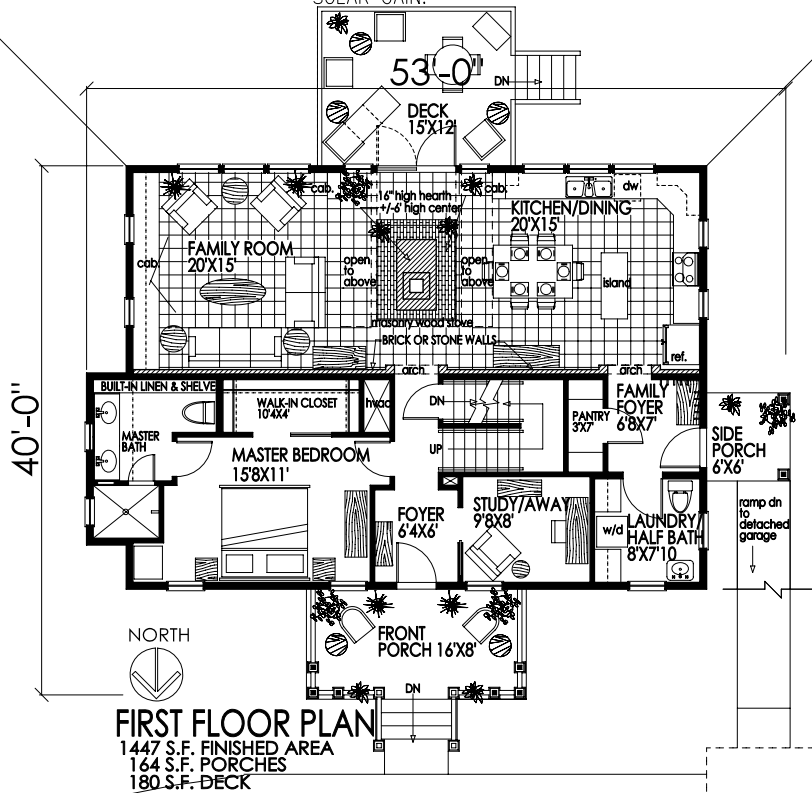 SOLAR GAIN.
53'-0"
DN
DECK
15'X12'
cab.
16" high hearth
+/-6' high center
cab.
dw
KITCHEN/DINING
20'X15'
FAMILY ROOM
20'X15'
cab.
open
to
above
open
to
above
island
masonry wood stove
BRICK OR STONE WALLS
ref.
arch
arch
40'-0"
BUILT-IN LINEN & SHELVE
WALK-IN CLOSET
10'4'X4'
hvac
DN
UP
PANTRY
3'X7'
FAMILY
FOYER
6'8'X7'
SIDE
PORCH
6'X6'
MASTER
BATH
MASTER BEDROOM
15'8X11'
FOYER
6'4X6'
STUDY/AWAY
9'8X8'
w/d
LAUNDRY/
HALF BATH
8'X7'10
ramp dn
to
detached
garage
FRONT
PORCH 16'X8'
DN
NORTH
FIRST FLOOR PLAN
1447 S.F. FINISHED AREA
164 S.F. PORCHES
180 S.F. DECK